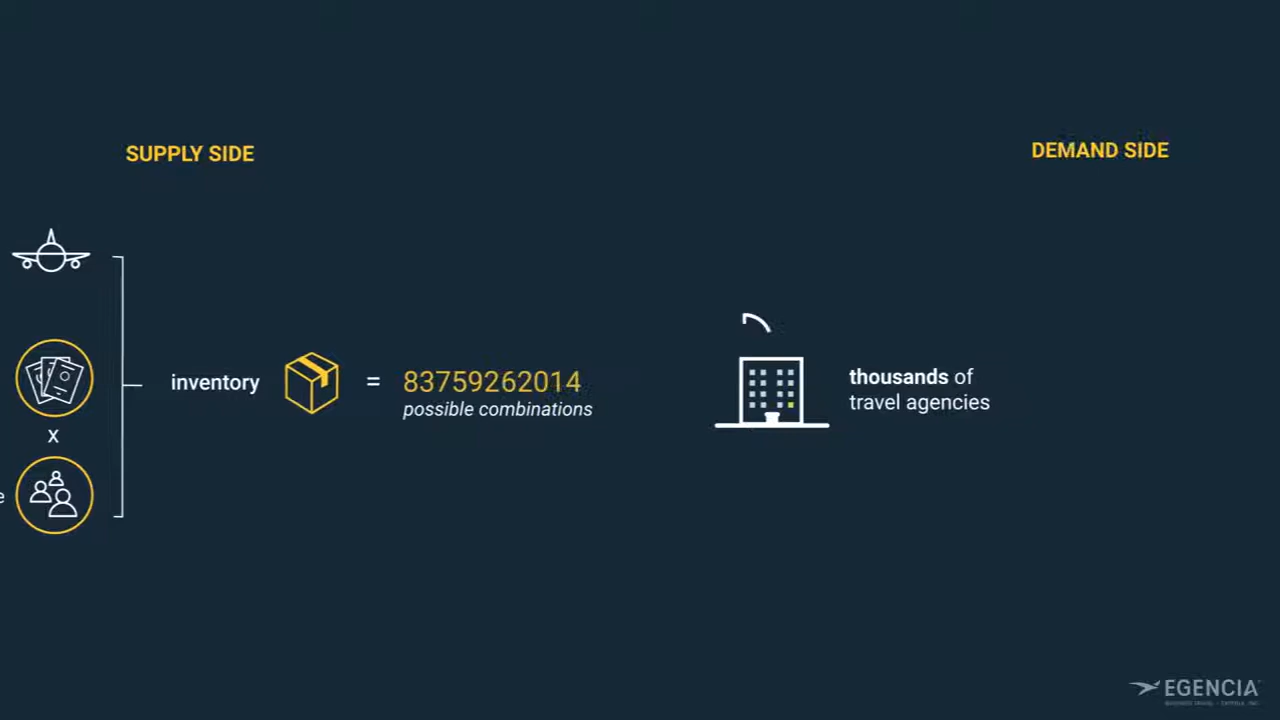 SUPPLY SIDE
DEMAND SIDE
x
e
inventory
=
83759262014
possible combinations
thousands of
travel agencies
EGENCIA